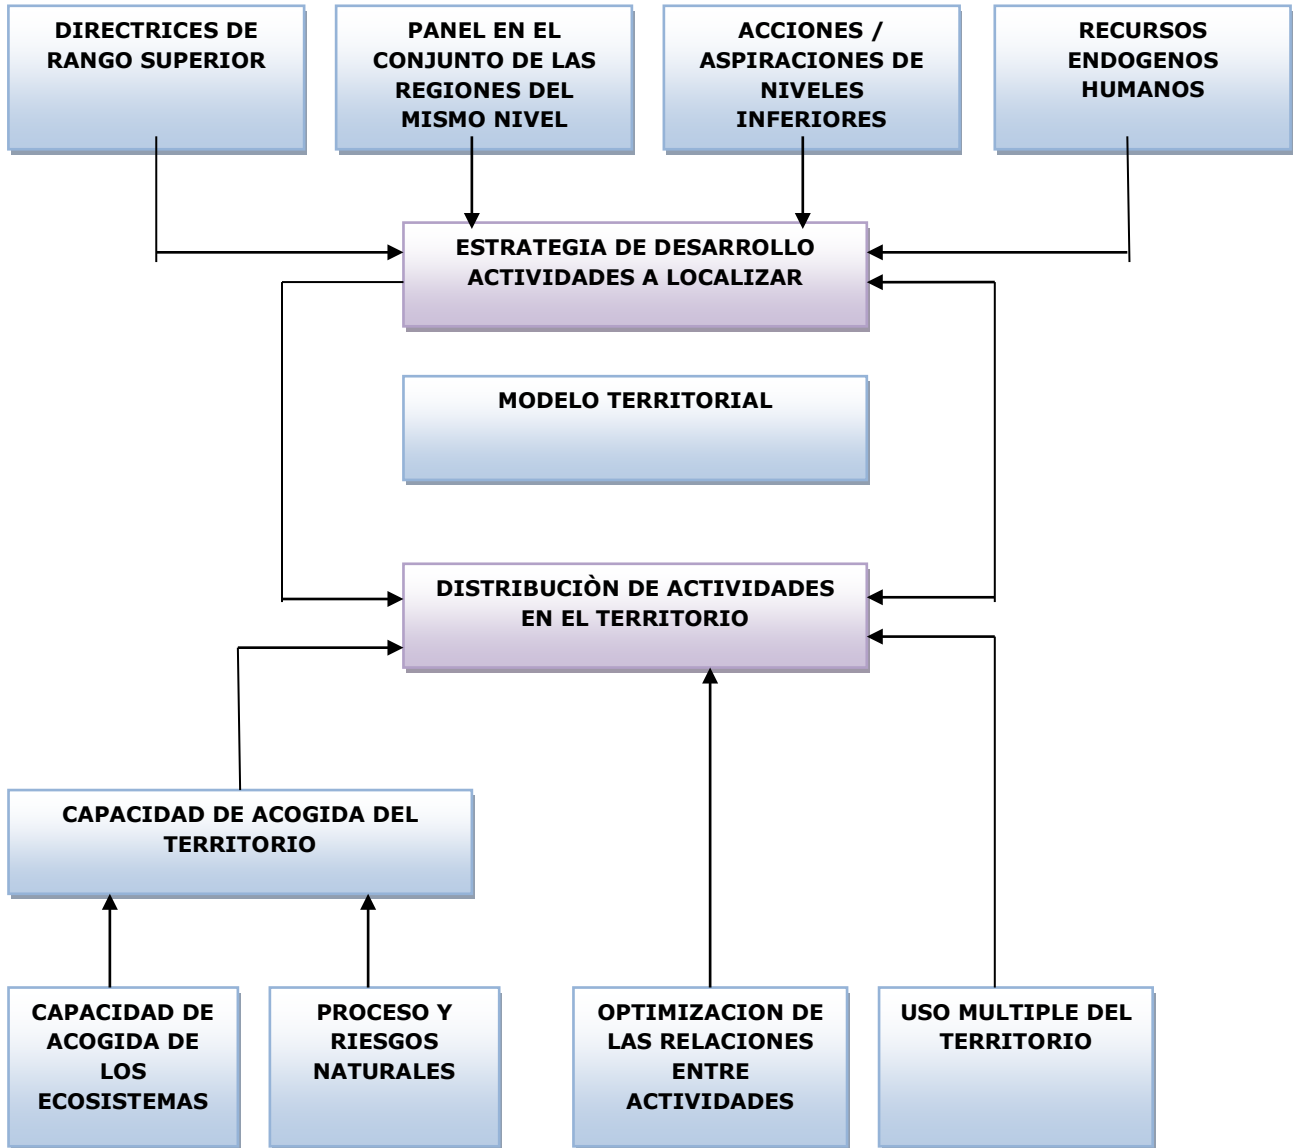 DIRECTRICES DE
RANGO SUPERIOR
PANEL EN EL
CONJUNTO DE LAS
REGIONES DEL
MISMO NIVEL
ACCIONES /
ASPIRACIONES DE
NIVELES
INFERIORES
RECURSOS
ENDOGENOS
HUMANOS
ESTRATEGIA DE DESARROLLO
ACTIVIDADES A LOCALIZAR
MODELO TERRITORIAL
DISTRIBUCIÒN DE ACTIVIDADES
EN EL TERRITORIO
CAPACIDAD DE ACOGIDA DEL
TERRITORIO
CAPACIDAD DE
ACOGIDA DE
LOS
ECOSISTEMAS
PROCESO Y
RIESGOS
NATURALES
OPTIMIZACION DE
LAS RELACIONES
ENTRE
ACTIVIDADES
USO MULTIPLE DEL
TERRITORIO